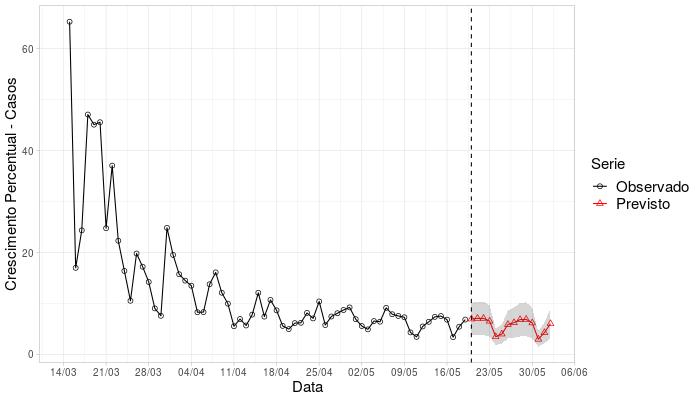 Crescimento Percentual - Casos
60
40
20
0
14/03 21/03 28/03 04/04 11/04 18/04 25/04 02/05 09/05 16/05 23/05 30/05 06/06
Data
Serie
Observado
Previsto